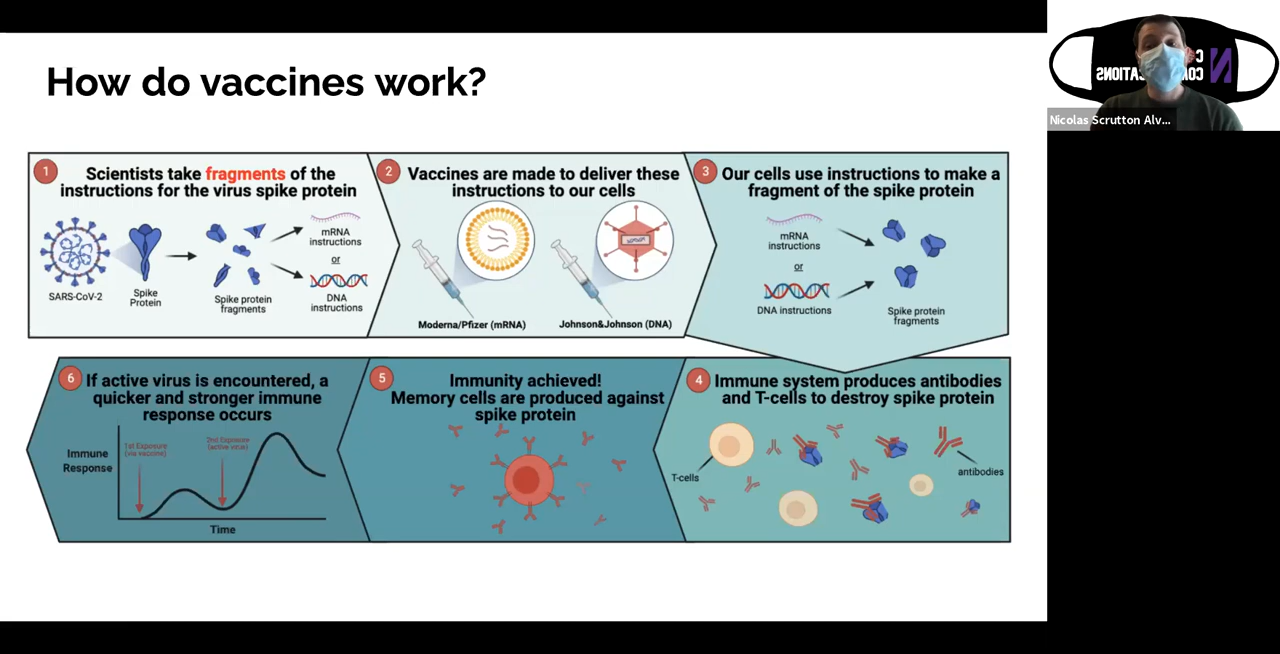 How do vaccines work?
1
Scientists take fragments of the
instructions for the virus spike protein
SARS-CoV-2
Spike
Protein
Spike protein
fragments
mRNA
instructions
or
DNA
instructions
2
Vaccines are made to deliver these
instructions to our cells
Moderna/Pfizer (mRNA)
Johnson&Johnson (DNA)
3
Our cells use instructions to make a
fragment of the spike protein
mRNA
instructions
or
DNA instructions
Spike protein
fragments
4
Immune system produces antibodies
and T-cells to destroy spike protein
T-cells
antibodies
5
Immunity achieved!
Memory cells are produced against
spike protein
6
If active virus is encountered, a
quicker and stronger immune
response occurs
Immune
Response
1st Exposure
(via vaccine)
2nd Exposure
(active virus)
Time
Nicolas Scrutton Alv...